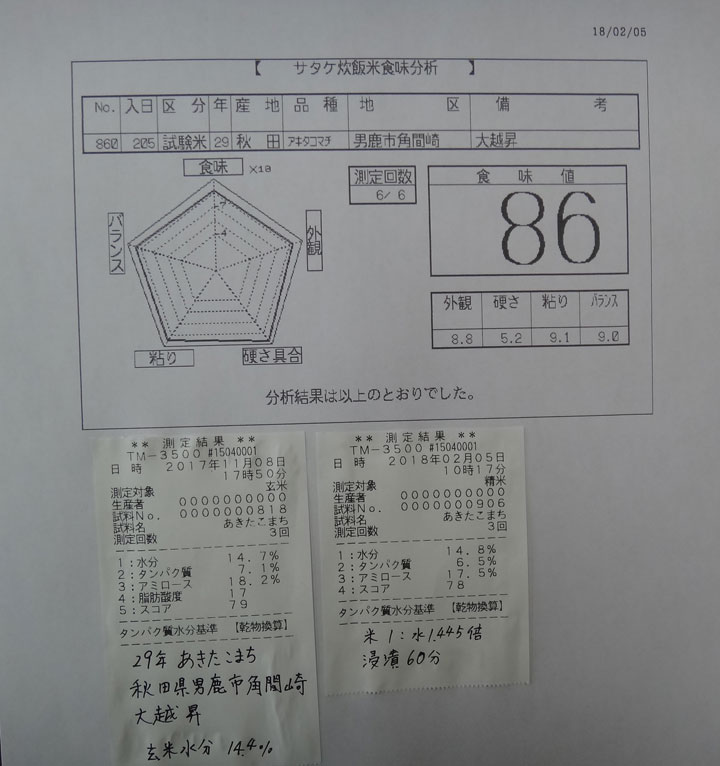 18/02/05
【 サタケ炊飯米食味分析 】
No. 入日 区分 年 産地 品種 地区 備考
860 205 試験米 29 秋田 アキタコマチ 男鹿市角間崎 大越昇
食味 ×10
7
4
バランス
外観
粘り
硬さ具合
測定回数
6/ 6
食味値
86
外観 硬さ 粘り バランス
8.8 5.2 9.1 9.0
分析結果は以上のとおりでした。
** 測定結果 **
TM-3500 #15040001
日 時 2017年11月08日
17時50分
測定対象 玄米
生産者 0000000000
試料No. 0000000818
試料名 あきたこまち
測定回数 3回
1:水分 14.7%
2:タンパク質 7.1%
3:アミロース 18.2%
4:脂肪酸度 17
5:スコア 79
タンパク質水分基準 【乾物換算】
29年 あきたこまち
秋田県男鹿市角間崎
大越昇
玄米水分 14.4%
** 測定結果 **
TM-3500 #15040001
日 時 2018年02月05日
10時17分
測定対象 精米
生産者 0000000000
試料No. 0000000906
試料名 あきたこまち
測定回数 3回
1:水分 14.8%
2:タンパク質 6.5%
3:アミロース 17.5%
4:スコア 78
タンパク質水分基準 【乾物換算】
米1:水1.445倍
浸漬60分